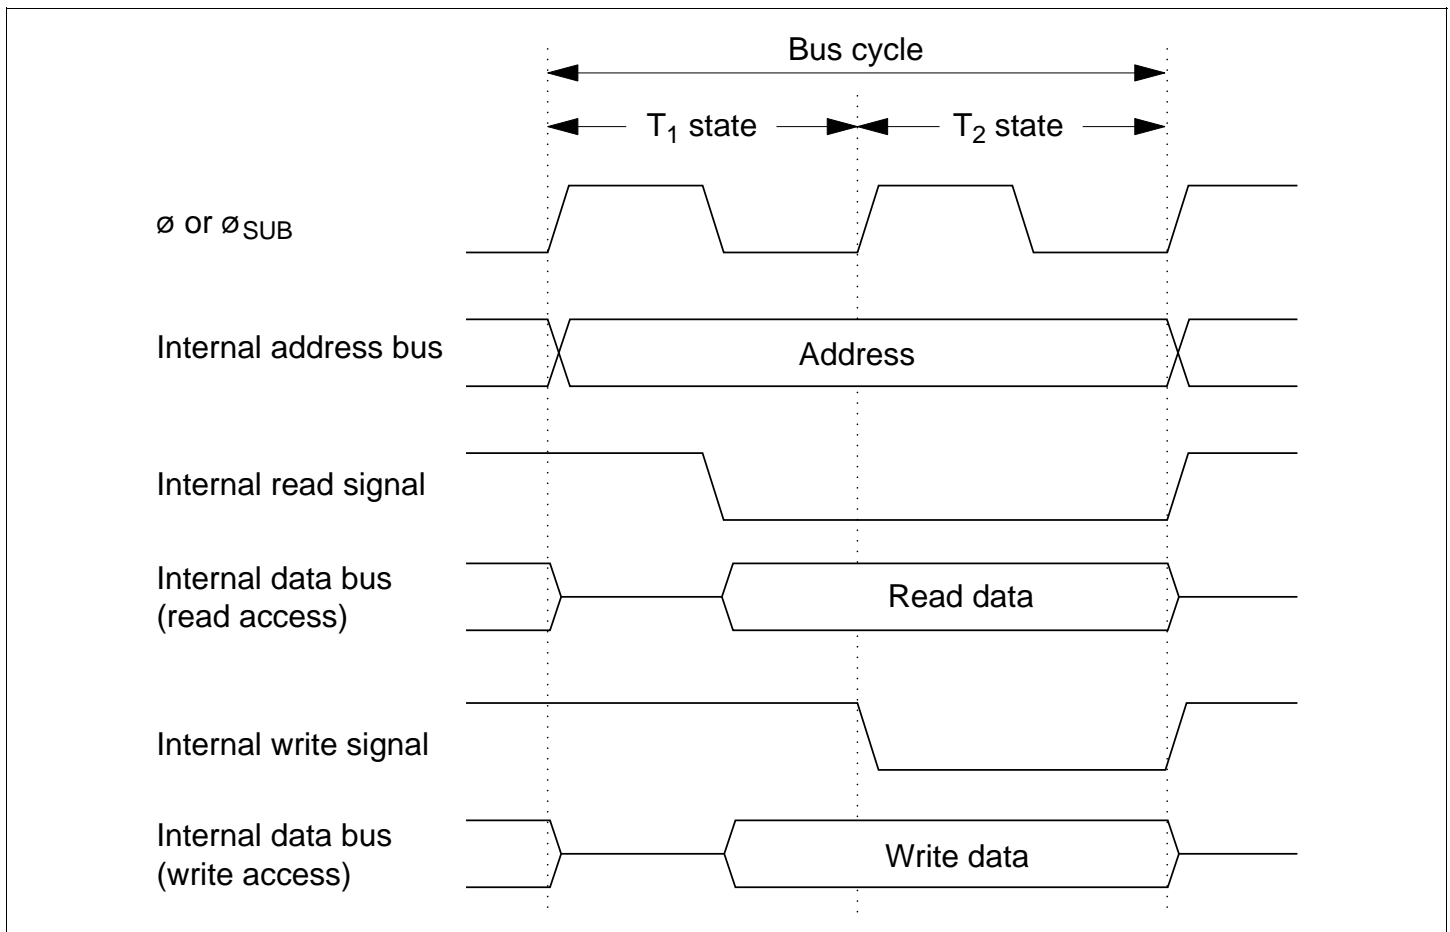 Bus cycle
T₁ state
T₂ state
ø or øSUB
Internal address bus
Address
Internal read signal
Internal data bus
(read access)
Read data
Internal write signal
Internal data bus
(write access)
Write data